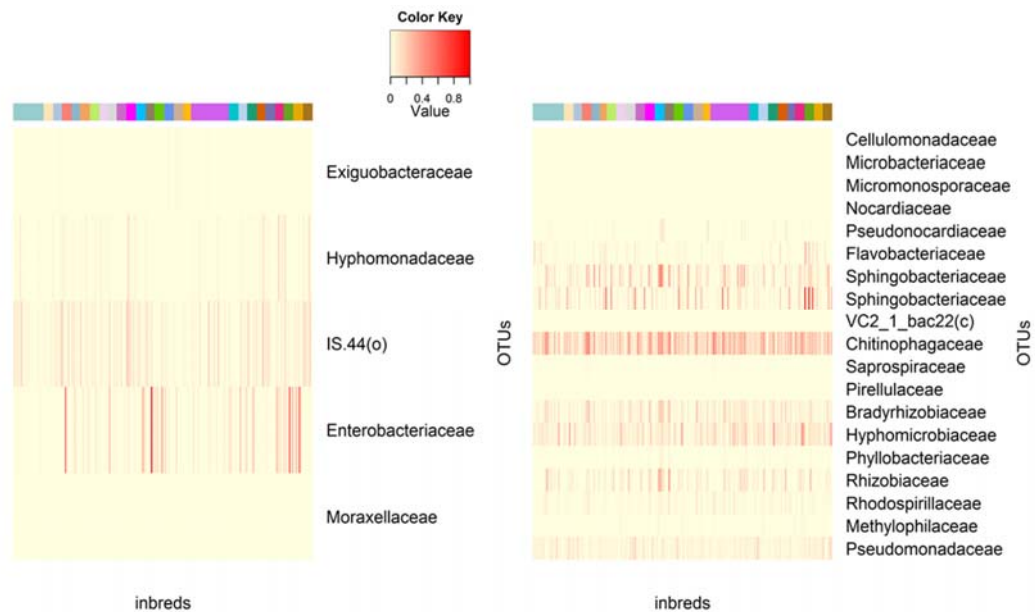 Color Key
0 0.4 0.8
Value
Exiguobacteraceae
Hyphomonadaceae
IS.44(o)
Enterobacteriaceae
Moraxellaceae
OTUs
inbreds
Cellulomonadaceae
Microbacteriaceae
Micromonosporaceae
Nocardiaceae
Pseudonocardiaceae
Flavobacteriaceae
Sphingobacteriaceae
Sphingobacteriaceae
VC2_1_bac22(c)
Chitinophagaceae
Saprospiraceae
Pirellulaceae
Bradyrhizobiaceae
Hyphomicrobiaceae
Phyllobacteriaceae
Rhizobiaceae
Rhodospirillaceae
Methylophilaceae
Pseudomonadaceae
OTUs
inbreds